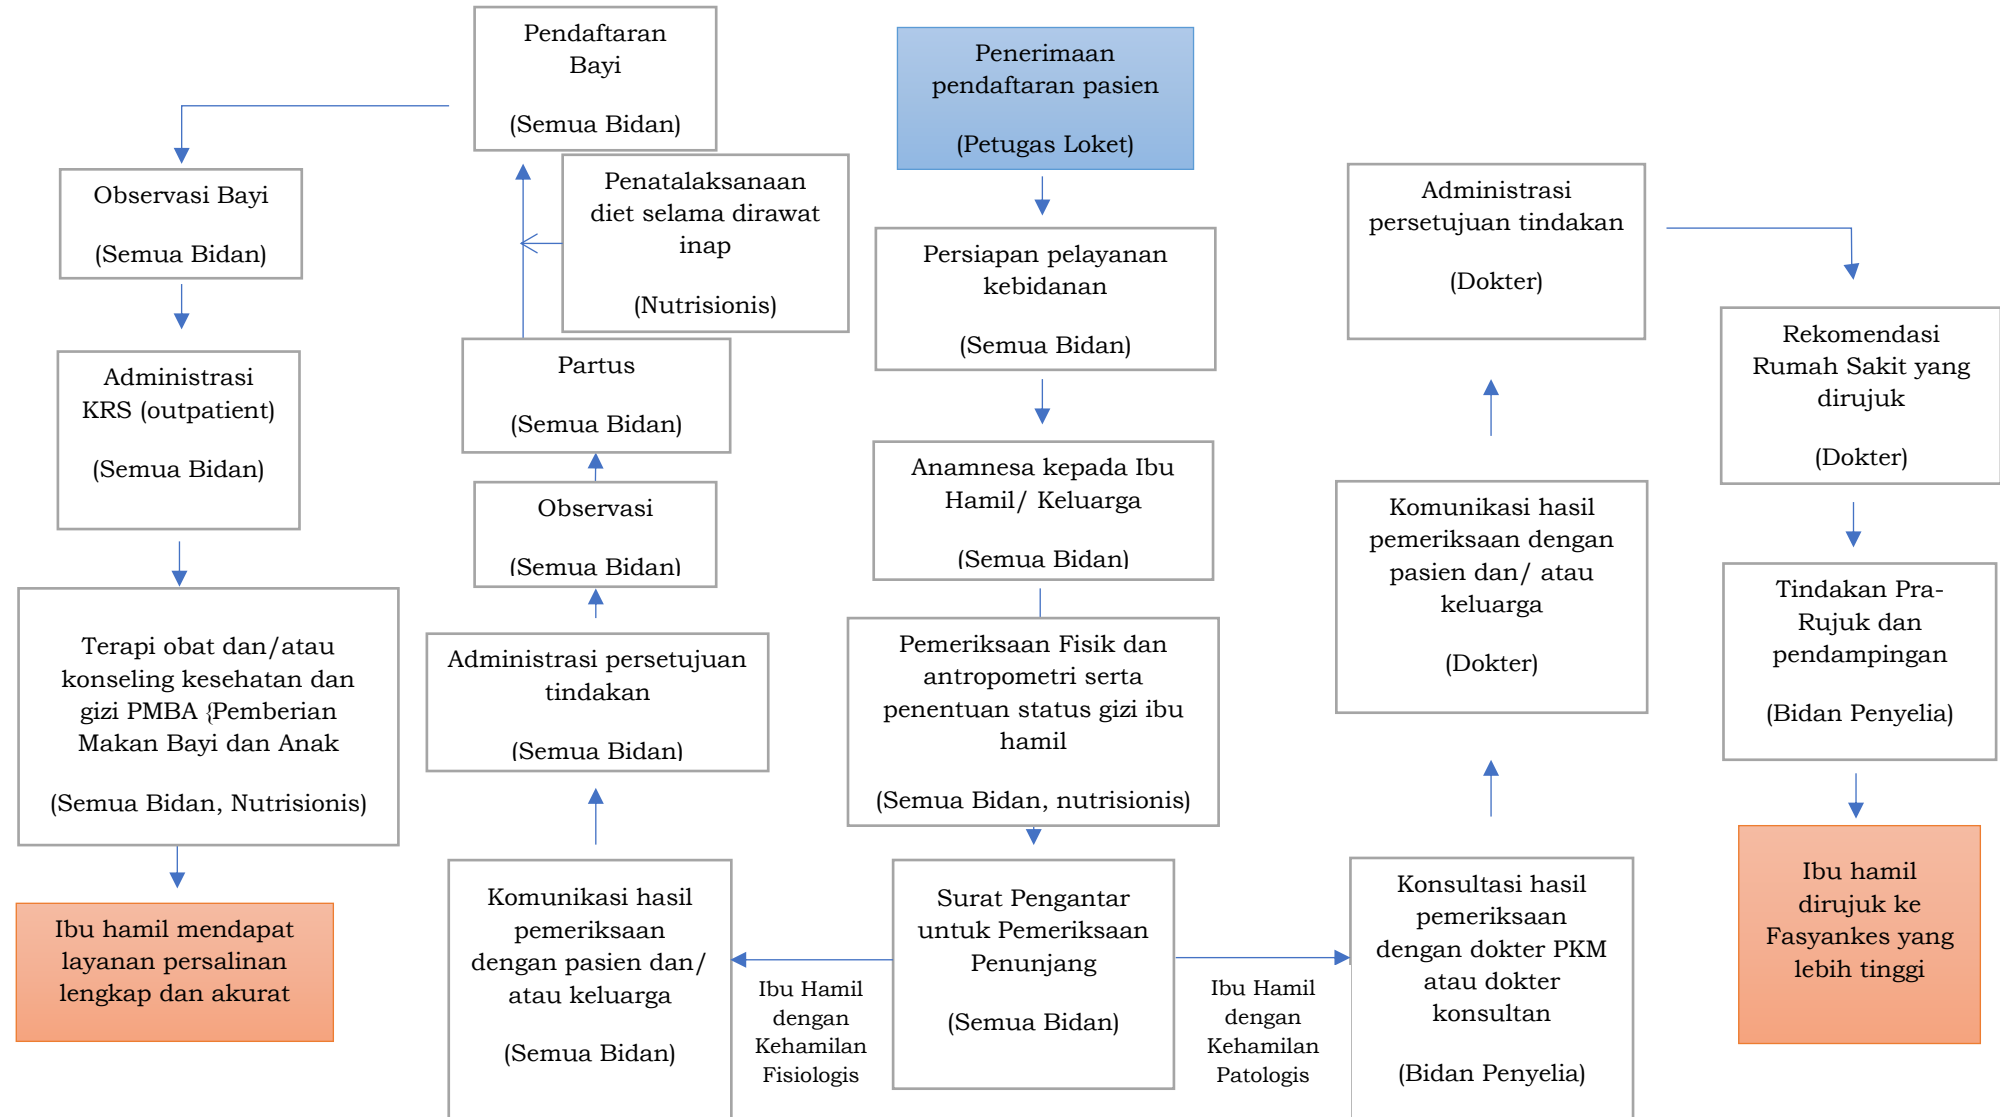 Penerimaan
pendaftaran pasien
(Petugas Loket)
Persiapan pelayanan
kebidanan
(Semua Bidan)
Anamnesa kepada Ibu
Hamil/ Keluarga
(Semua Bidan)
Pemeriksaan Fisik dan
antropometri serta
penentuan status gizi ibu
hamil
(Semua Bidan, nutrisionis)
Surat Pengantar
untuk Pemeriksaan
Penunjang
(Semua Bidan)
Ibu Hamil
dengan
Kehamilan
Fisiologis
Komunikasi hasil
pemeriksaan
dengan pasien dan/
atau keluarga
(Semua Bidan)
Administrasi persetujuan
tindakan
(Semua Bidan)
Observasi
(Semua Bidan)
Partus
(Semua Bidan)
Penatalaksanaan
diet selama dirawat
inap
(Nutrisionis)
Pendaftaran
Bayi
(Semua Bidan)
Observasi Bayi
(Semua Bidan)
Administrasi
KRS (outpatient)
(Semua Bidan)
Terapi obat dan/atau
konseling kesehatan dan
gizi PMBA {Pemberian
Makan Bayi dan Anak
(Semua Bidan, Nutrisionis)
Ibu hamil mendapat
layanan persalinan
lengkap dan akurat
Ibu Hamil
dengan
Kehamilan
Patologis
Konsultasi hasil
pemeriksaan
dengan dokter PKM
atau dokter
konsultan
(Bidan Penyelia)
Komunikasi hasil
pemeriksaan dengan
pasien dan/ atau
keluarga
(Dokter)
Administrasi
persetujuan tindakan
(Dokter)
Rekomendasi
Rumah Sakit yang
dirujuk
(Dokter)
Tindakan Pra-
Rujuk dan
pendampingan
(Bidan Penyelia)
Ibu hamil
dirujuk ke
Fasyankes yang
lebih tinggi